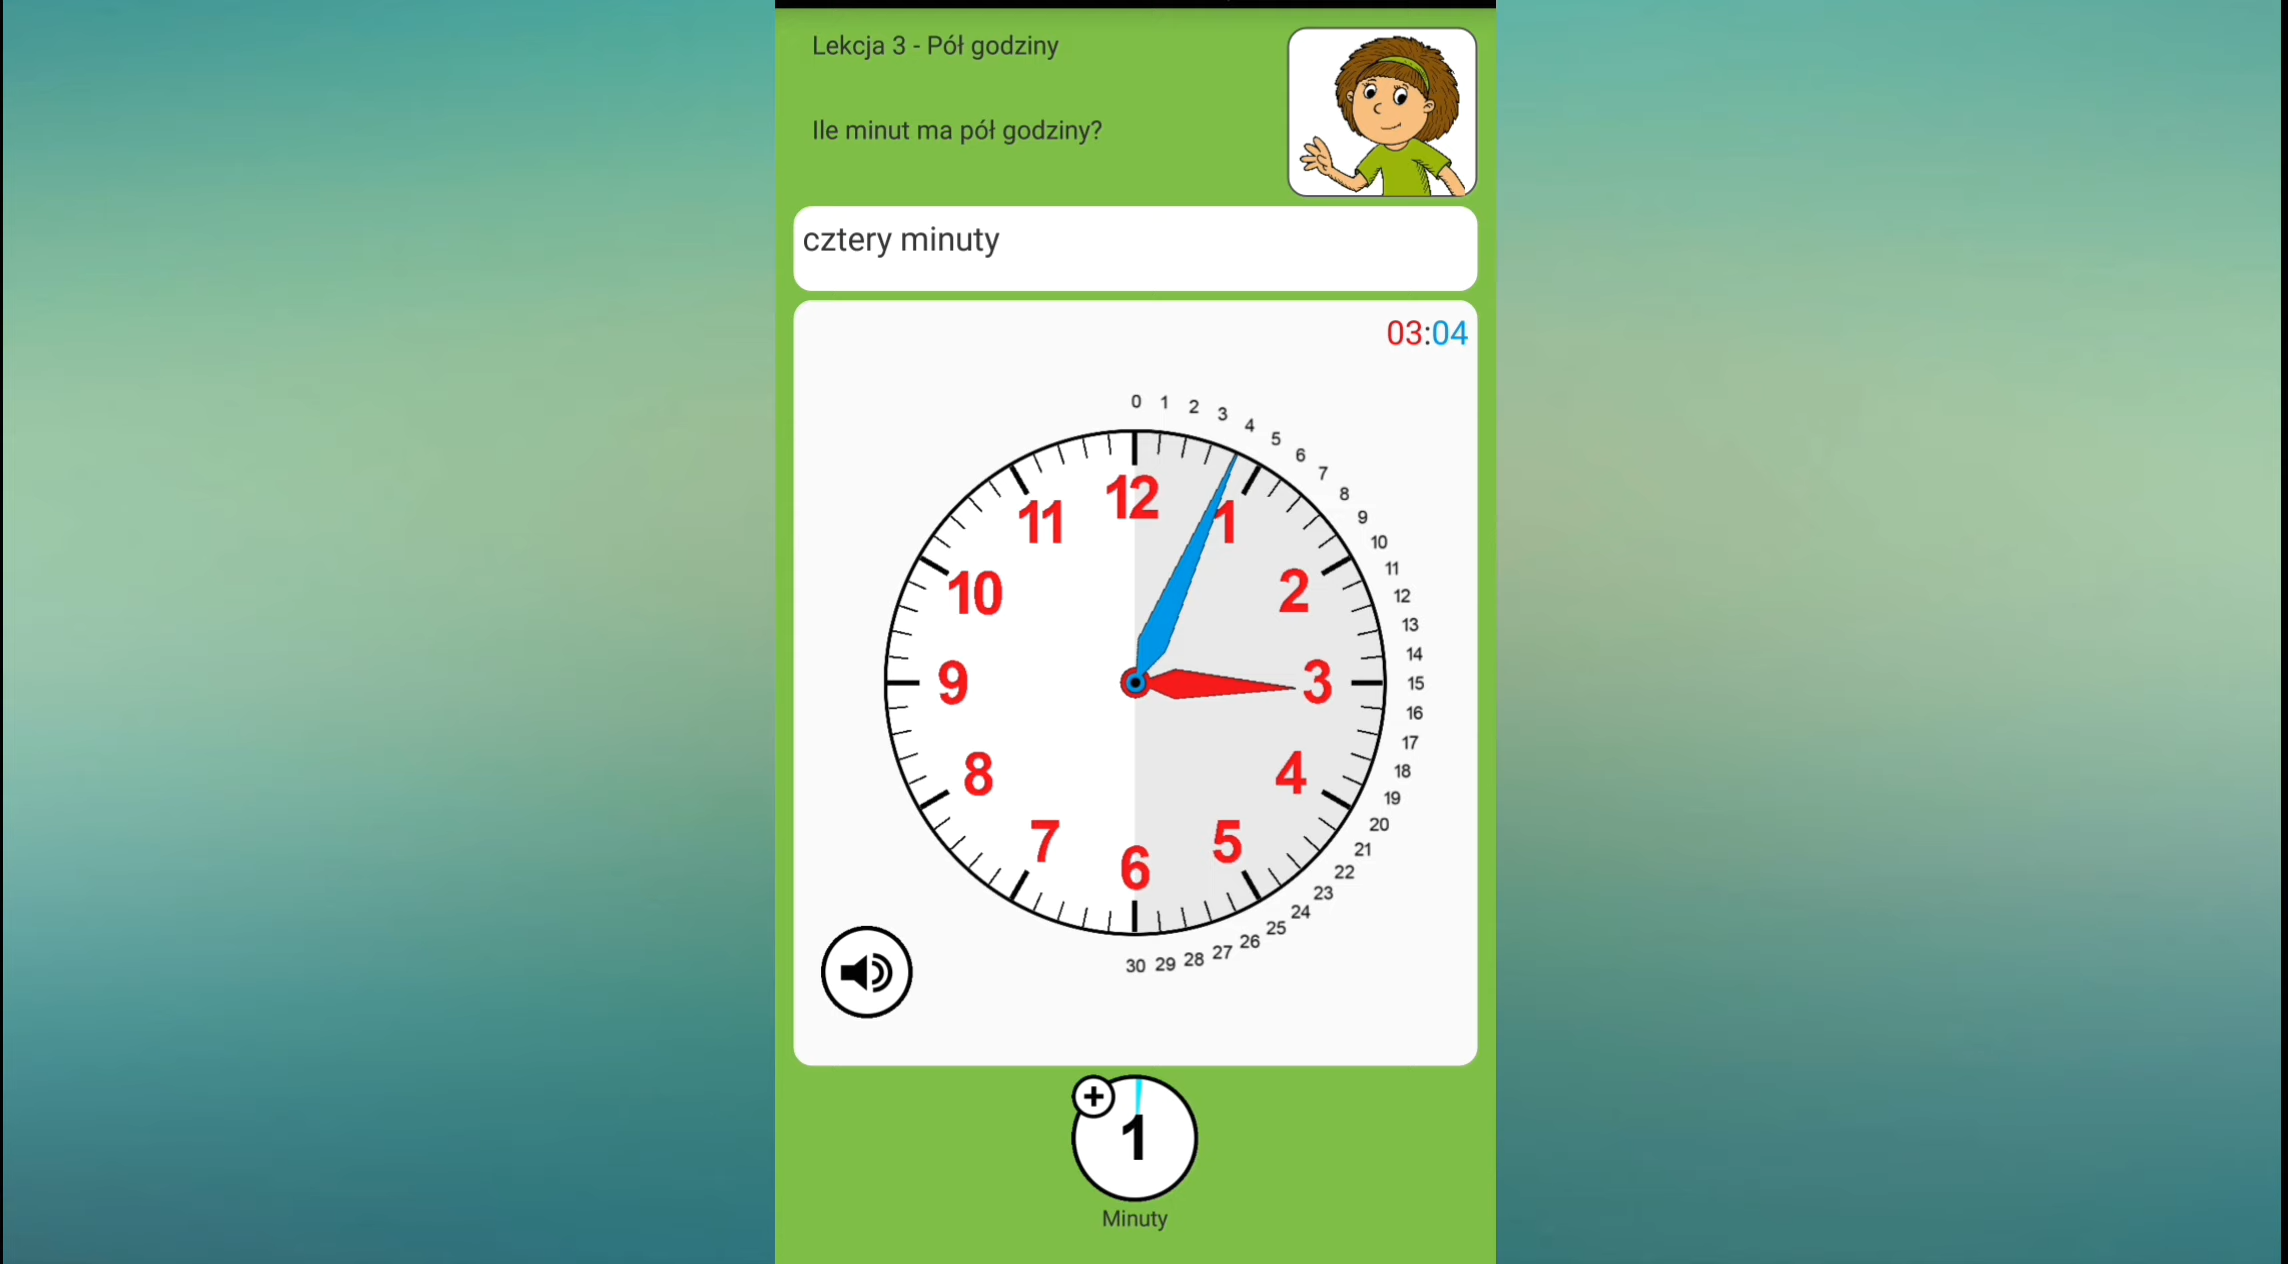 Lekcja 3 - Pół godziny
Ile minut ma pół godziny?
cztery minuty
03:04
0 1 2 3 4 5 6 7 8 9 10 11 12 13 14 15 16 17 18 19 20 21 22 23 24 25 26 27 28 29 30
12 1 2 3 4 5 6 7 8 9 10 11
+
1
Minuty